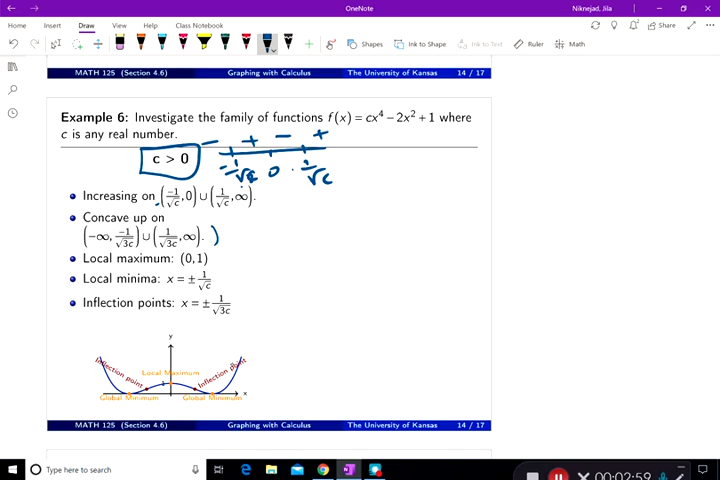 OneNote
Niknejad, Jila
Home Insert Draw History Review View Help Class Notebook
Share
Shapes Ink to Shape Ink to Text Ruler Math
MATH 125 (Section 4.6) Graphing with Calculus The University of Kansas 14 / 17
Example 6: Investigate the family of functions f(x) = cx⁴ − 2x² + 1 where
c is any real number.
− + − +
c > 0
-1/√c 0 1/√c
Increasing on (-1/√c, 0) ∪ (1/√c, ∞).
Concave up on
(−∞, -1/√3c) ∪ (1/√3c, ∞). )
Local maximum: (0, 1)
Local minima: x = ± 1/√c
Inflection points: x = ± 1/√3c
y
Inflection point Local Maximum Inflection point
1
Global Minimum Global Minimum x
MATH 125 (Section 4.6) Graphing with Calculus The University of Kansas 14 / 17
Type here to search
00:02:59